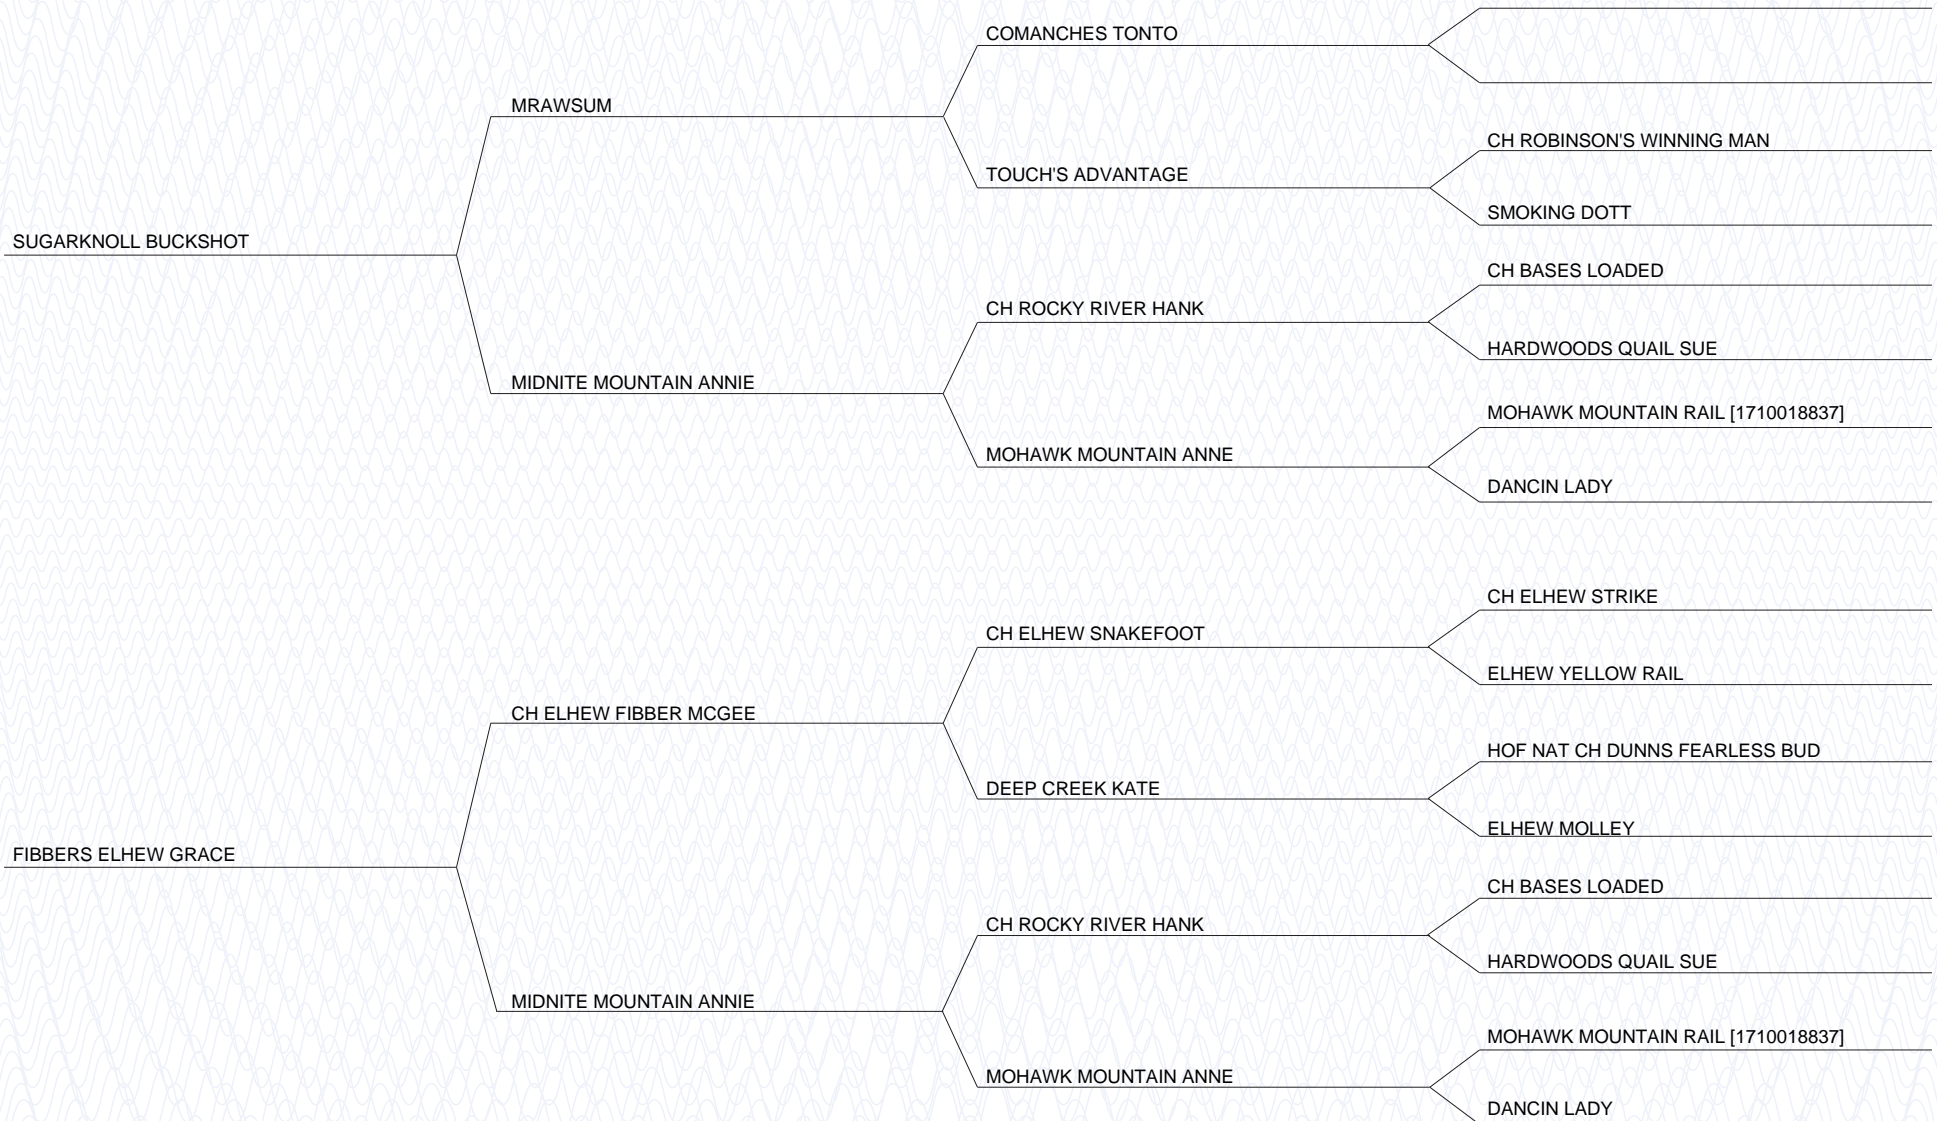 COMANCHES TONTO
MRAWSUM
CH ROBINSON'S WINNING MAN
TOUCH'S ADVANTAGE
SMOKING DOTT
SUGARKNOLL BUCKSHOT
CH BASES LOADED
CH ROCKY RIVER HANK
HARDWOODS QUAIL SUE
MIDNITE MOUNTAIN ANNIE
MOHAWK MOUNTAIN RAIL [1710018837]
MOHAWK MOUNTAIN ANNE
DANCIN LADY
CH ELHEW STRIKE
CH ELHEW SNAKEFOOT
ELHEW YELLOW RAIL
CH ELHEW FIBBER MCGEE
HOF NAT CH DUNNS FEARLESS BUD
DEEP CREEK KATE
ELHEW MOLLEY
FIBBERS ELHEW GRACE
CH BASES LOADED
CH ROCKY RIVER HANK
HARDWOODS QUAIL SUE
MIDNITE MOUNTAIN ANNIE
MOHAWK MOUNTAIN RAIL [1710018837]
MOHAWK MOUNTAIN ANNE
DANCIN LADY